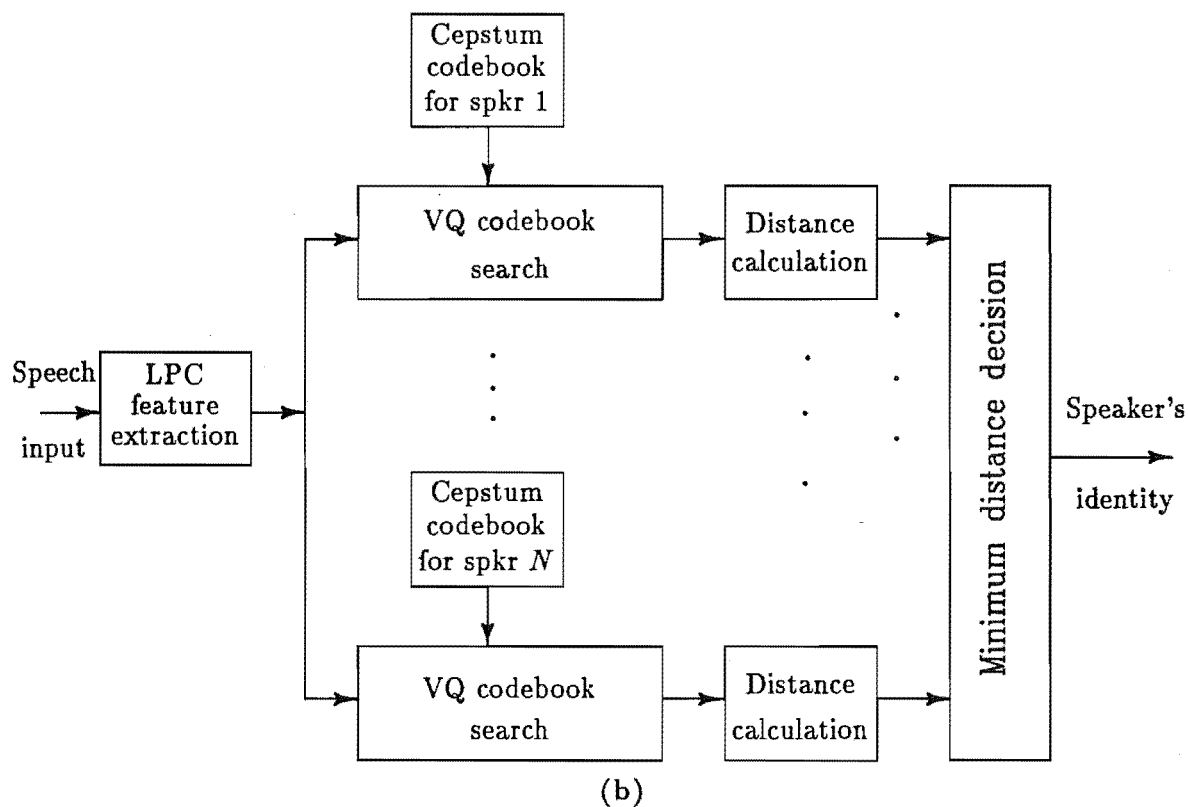 Cepstum
codebook
for spkr 1
VQ codebook
search
Distance
calculation
Speech
input
LPC
feature
extraction
Minimum distance decision
Speaker's
identity
Cepstum
codebook
for spkr N
VQ codebook
search
Distance
calculation
(b)